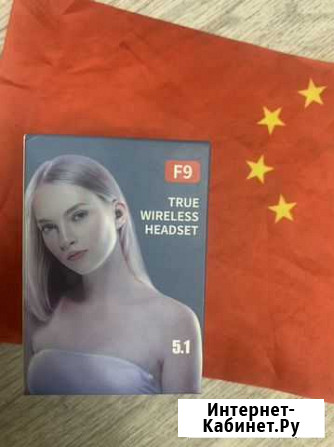 F9
TRUE
WIRELESS
HEADSET
5.1
Интернет-
Кабинет.Ру